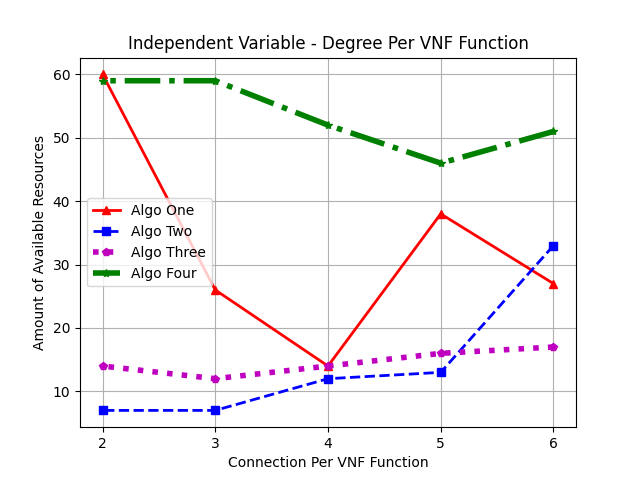 Independent Variable - Degree Per VNF Function
Amount of Available Resources
60
50
40
30
20
10
Algo One
Algo Two
Algo Three
Algo Four
2 3 4 5 6
Connection Per VNF Function